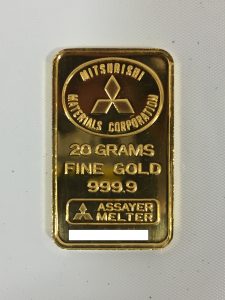 MITSUBISHI
MATERIALS CORPORATION
20 GRAMS
FINE GOLD
999.9
ASSAYER
MELTER